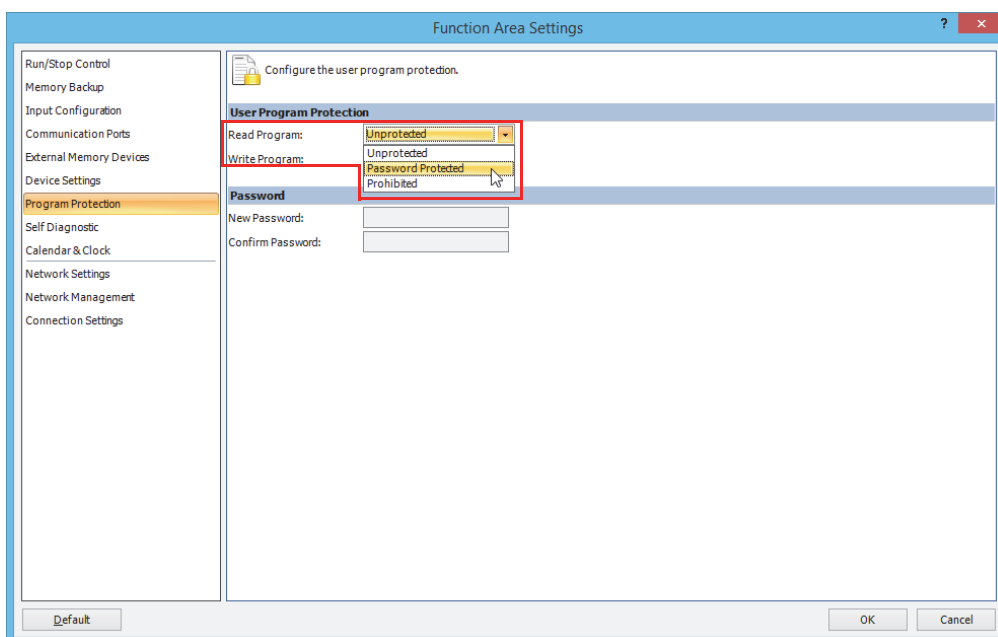 Function Area Settings
?
Run/Stop Control
Memory Backup
Input Configuration
Communication Ports
External Memory Devices
Device Settings
Program Protection
Self Diagnostic
Calendar & Clock
Network Settings
Network Management
Connection Settings
Configure the user program protection.
User Program Protection
Read Program: Unprotected
Unprotected
Write Program:
Password Protected
Prohibited
Password
New Password:
Confirm Password:
Default
OK
Cancel